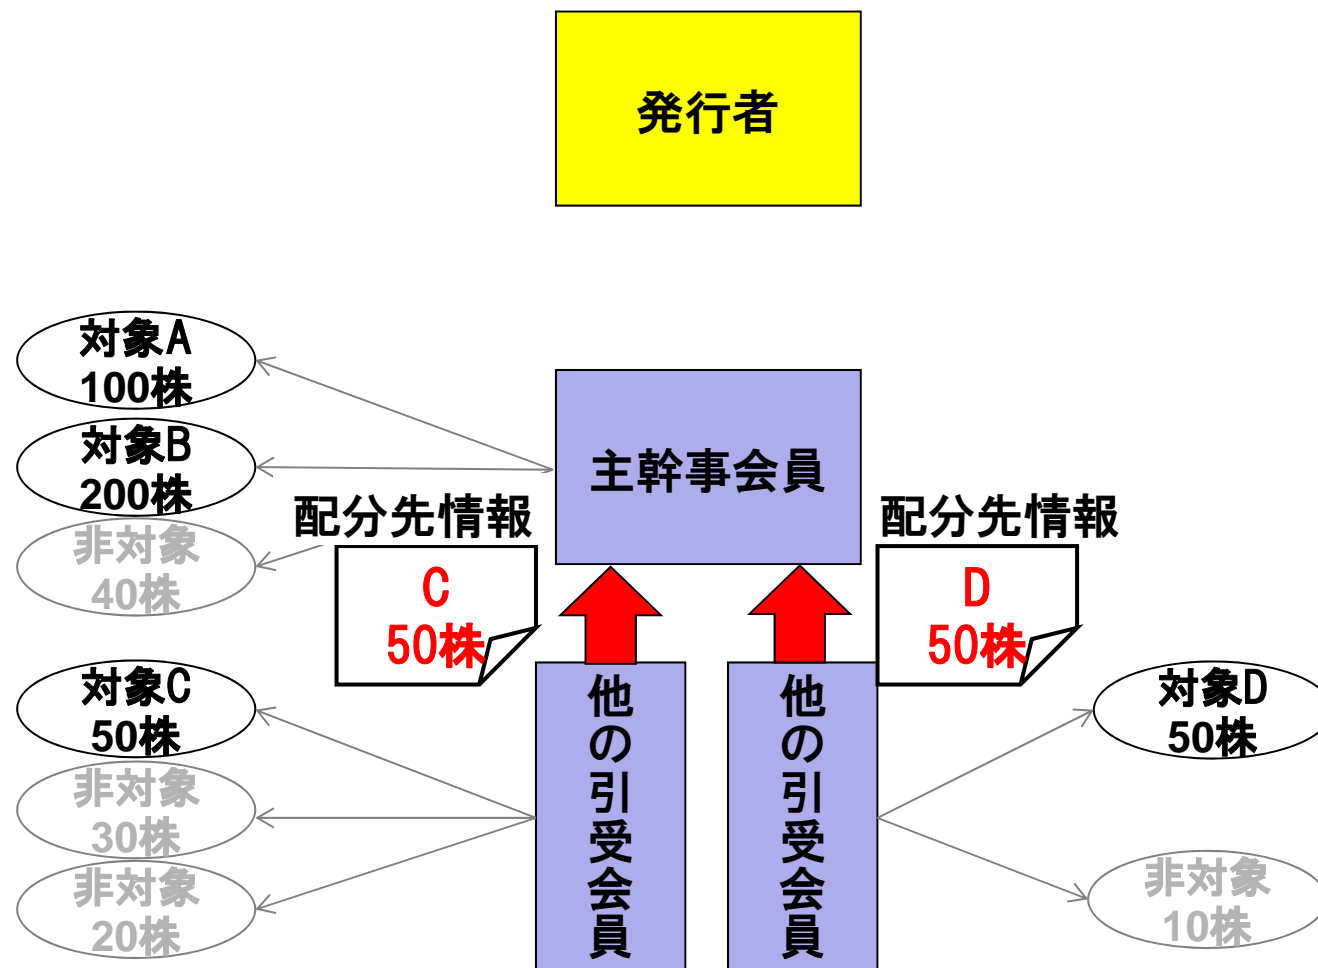 発行者
対象A
100株
対象B
200株
非対象
40株
主幹事会員
配分先情報
C
50株
配分先情報
D
50株
対象C
50株
非対象
30株
非対象
20株
他の引受会員
他の引受会員
対象D
50株
非対象
10株